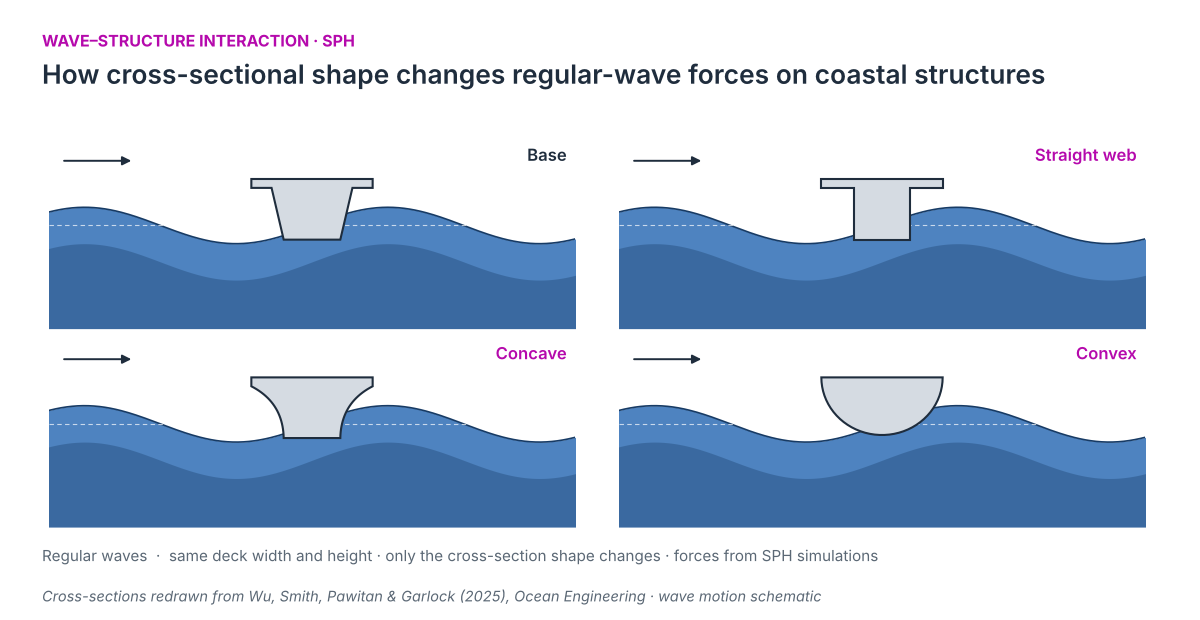 WAVE–STRUCTURE INTERACTION · SPH
How cross-sectional shape changes regular-wave forces on coastal structures
Base
Straight web
Concave
Convex
Regular waves · same deck width and height · only the cross-section shape changes · forces from SPH simulations
Cross-sections redrawn from Wu, Smith, Pawitan & Garlock (2025), Ocean Engineering · wave motion schematic